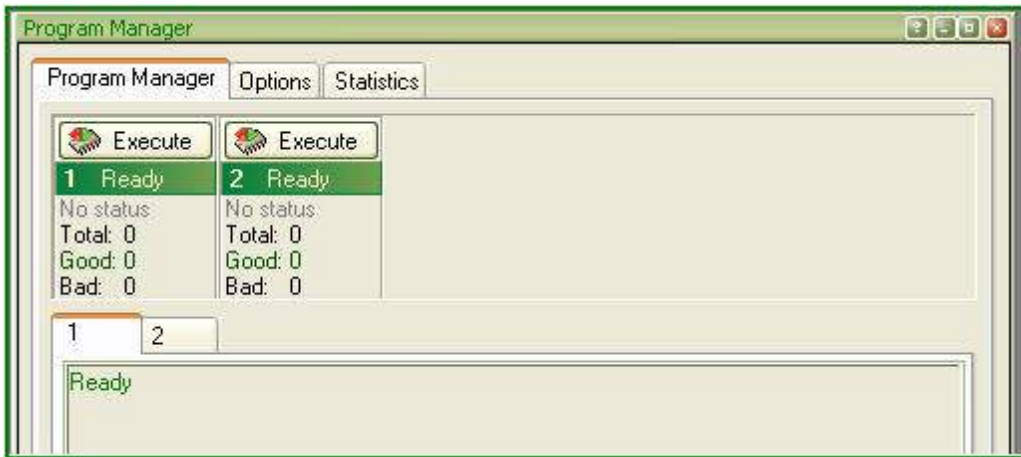 Program Manager
Program Manager Options Statistics
Execute Execute
1 Ready 2 Ready
No status No status
Total: 0 Total: 0
Good: 0 Good: 0
Bad: 0 Bad: 0
1 2
Ready